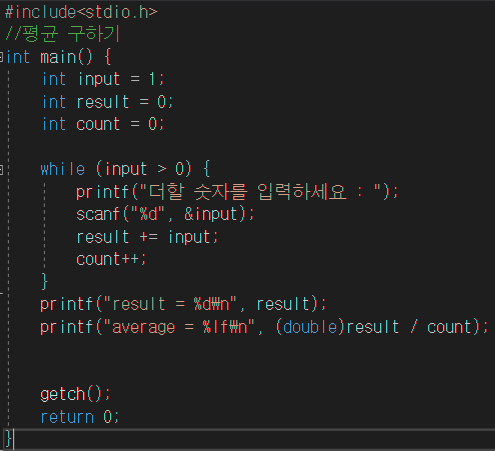 #include<stdio.h>
//평균 구하기
int main() {
    int input = 1;
    int result = 0;
    int count = 0;

    while (input > 0) {
        printf("더할 숫자를 입력하세요 : ");
        scanf("%d", &input);
        result += input;
        count++;
    }
    printf("result = %d₩n", result);
    printf("average = %lf₩n", (double)result / count);


    getch();
    return 0;
}